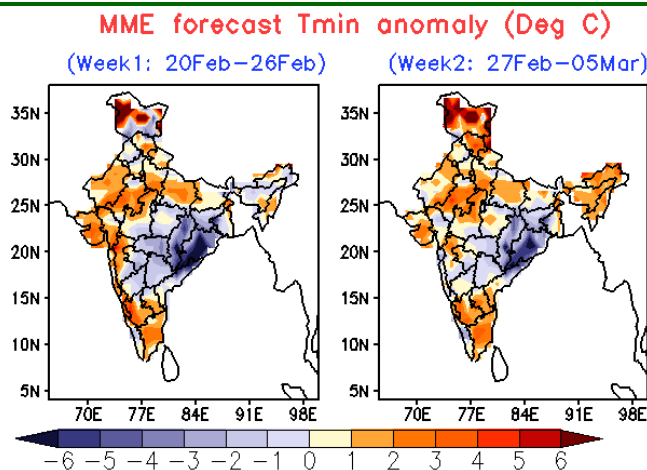 MME forecast Tmin anomaly (Deg C)
(Week1: 20Feb−26Feb) (Week2: 27Feb−05Mar)
35N 35N
30N 30N
25N 25N
20N 20N
15N 15N
10N 10N
5N 5N
70E 77E 84E 91E 98E 70E 77E 84E 91E 98E
−6 −5 −4 −3 −2 −1 0 1 2 3 4 5 6